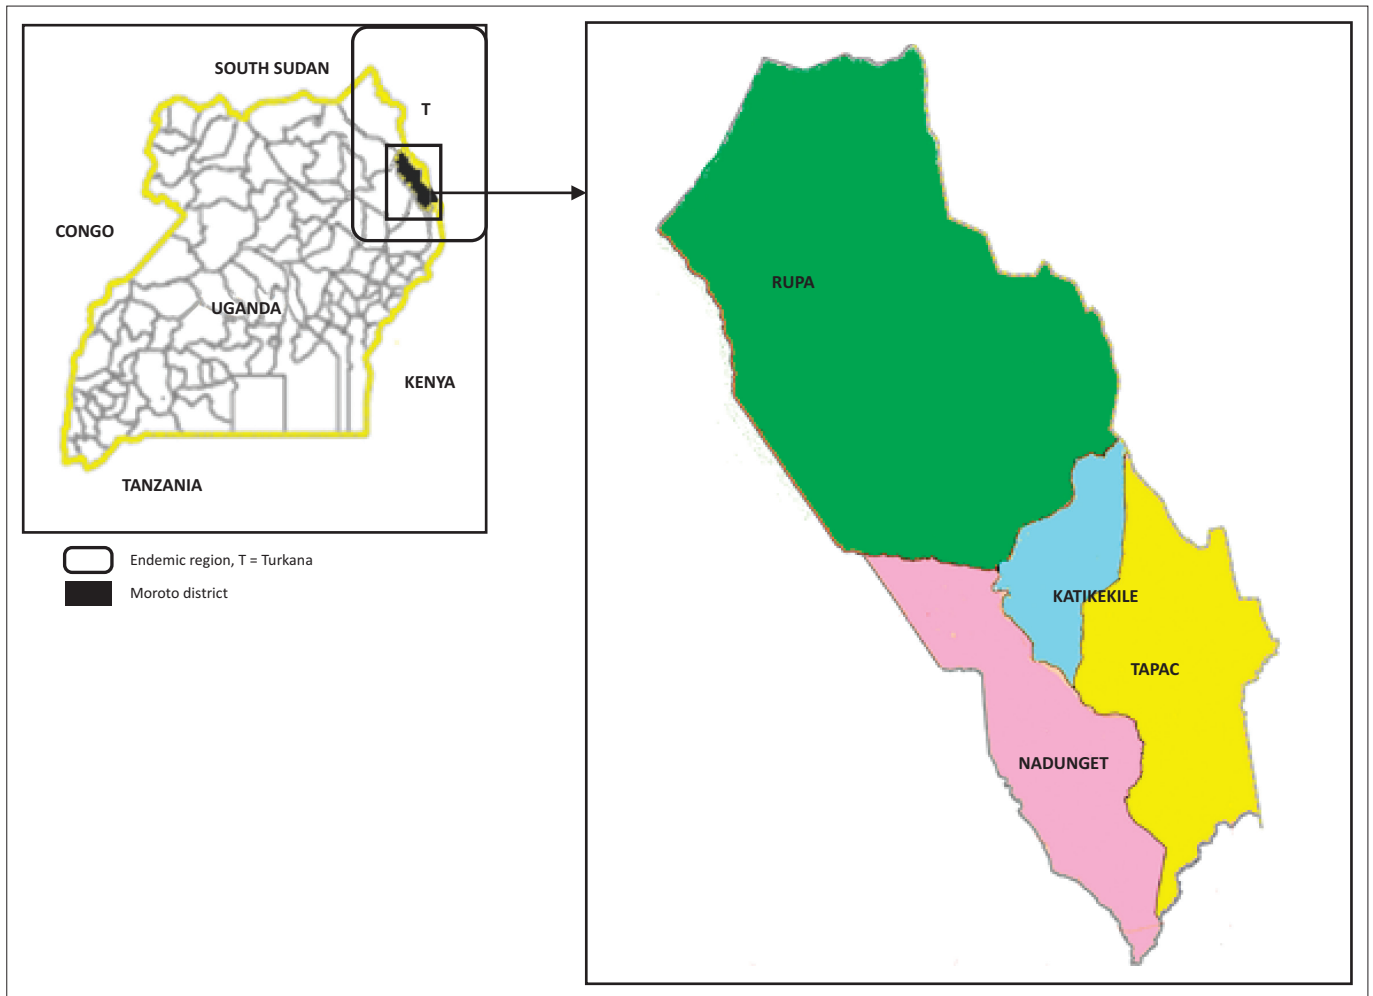 SOUTH SUDAN
T
CONGO
UGANDA
KENYA
TANZANIA
Endemic region, T = Turkana
Moroto district
RUPA
KATIKEKILE
TAPAC
NADUNGET